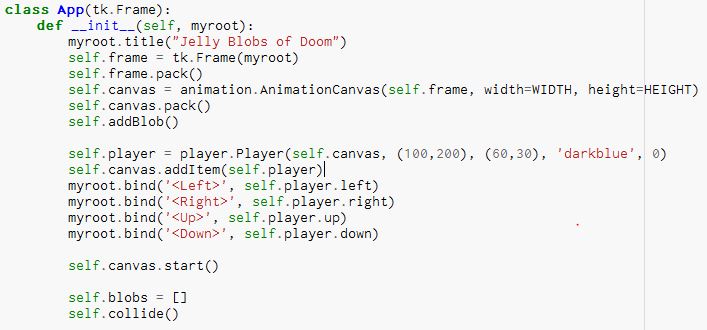 class App(tk.Frame):
    def __init__(self, myroot):
        myroot.title("Jelly Blobs of Doom")
        self.frame = tk.Frame(myroot)
        self.frame.pack()
        self.canvas = animation.AnimationCanvas(self.frame, width=WIDTH, height=HEIGHT)
        self.canvas.pack()
        self.addBlob()

        self.player = player.Player(self.canvas, (100,200), (60,30), 'darkblue', 0)
        self.canvas.addItem(self.player)
        myroot.bind('<Left>', self.player.left)
        myroot.bind('<Right>', self.player.right)
        myroot.bind('<Up>', self.player.up)
        myroot.bind('<Down>', self.player.down)

        self.canvas.start()

        self.blobs = []
        self.collide()